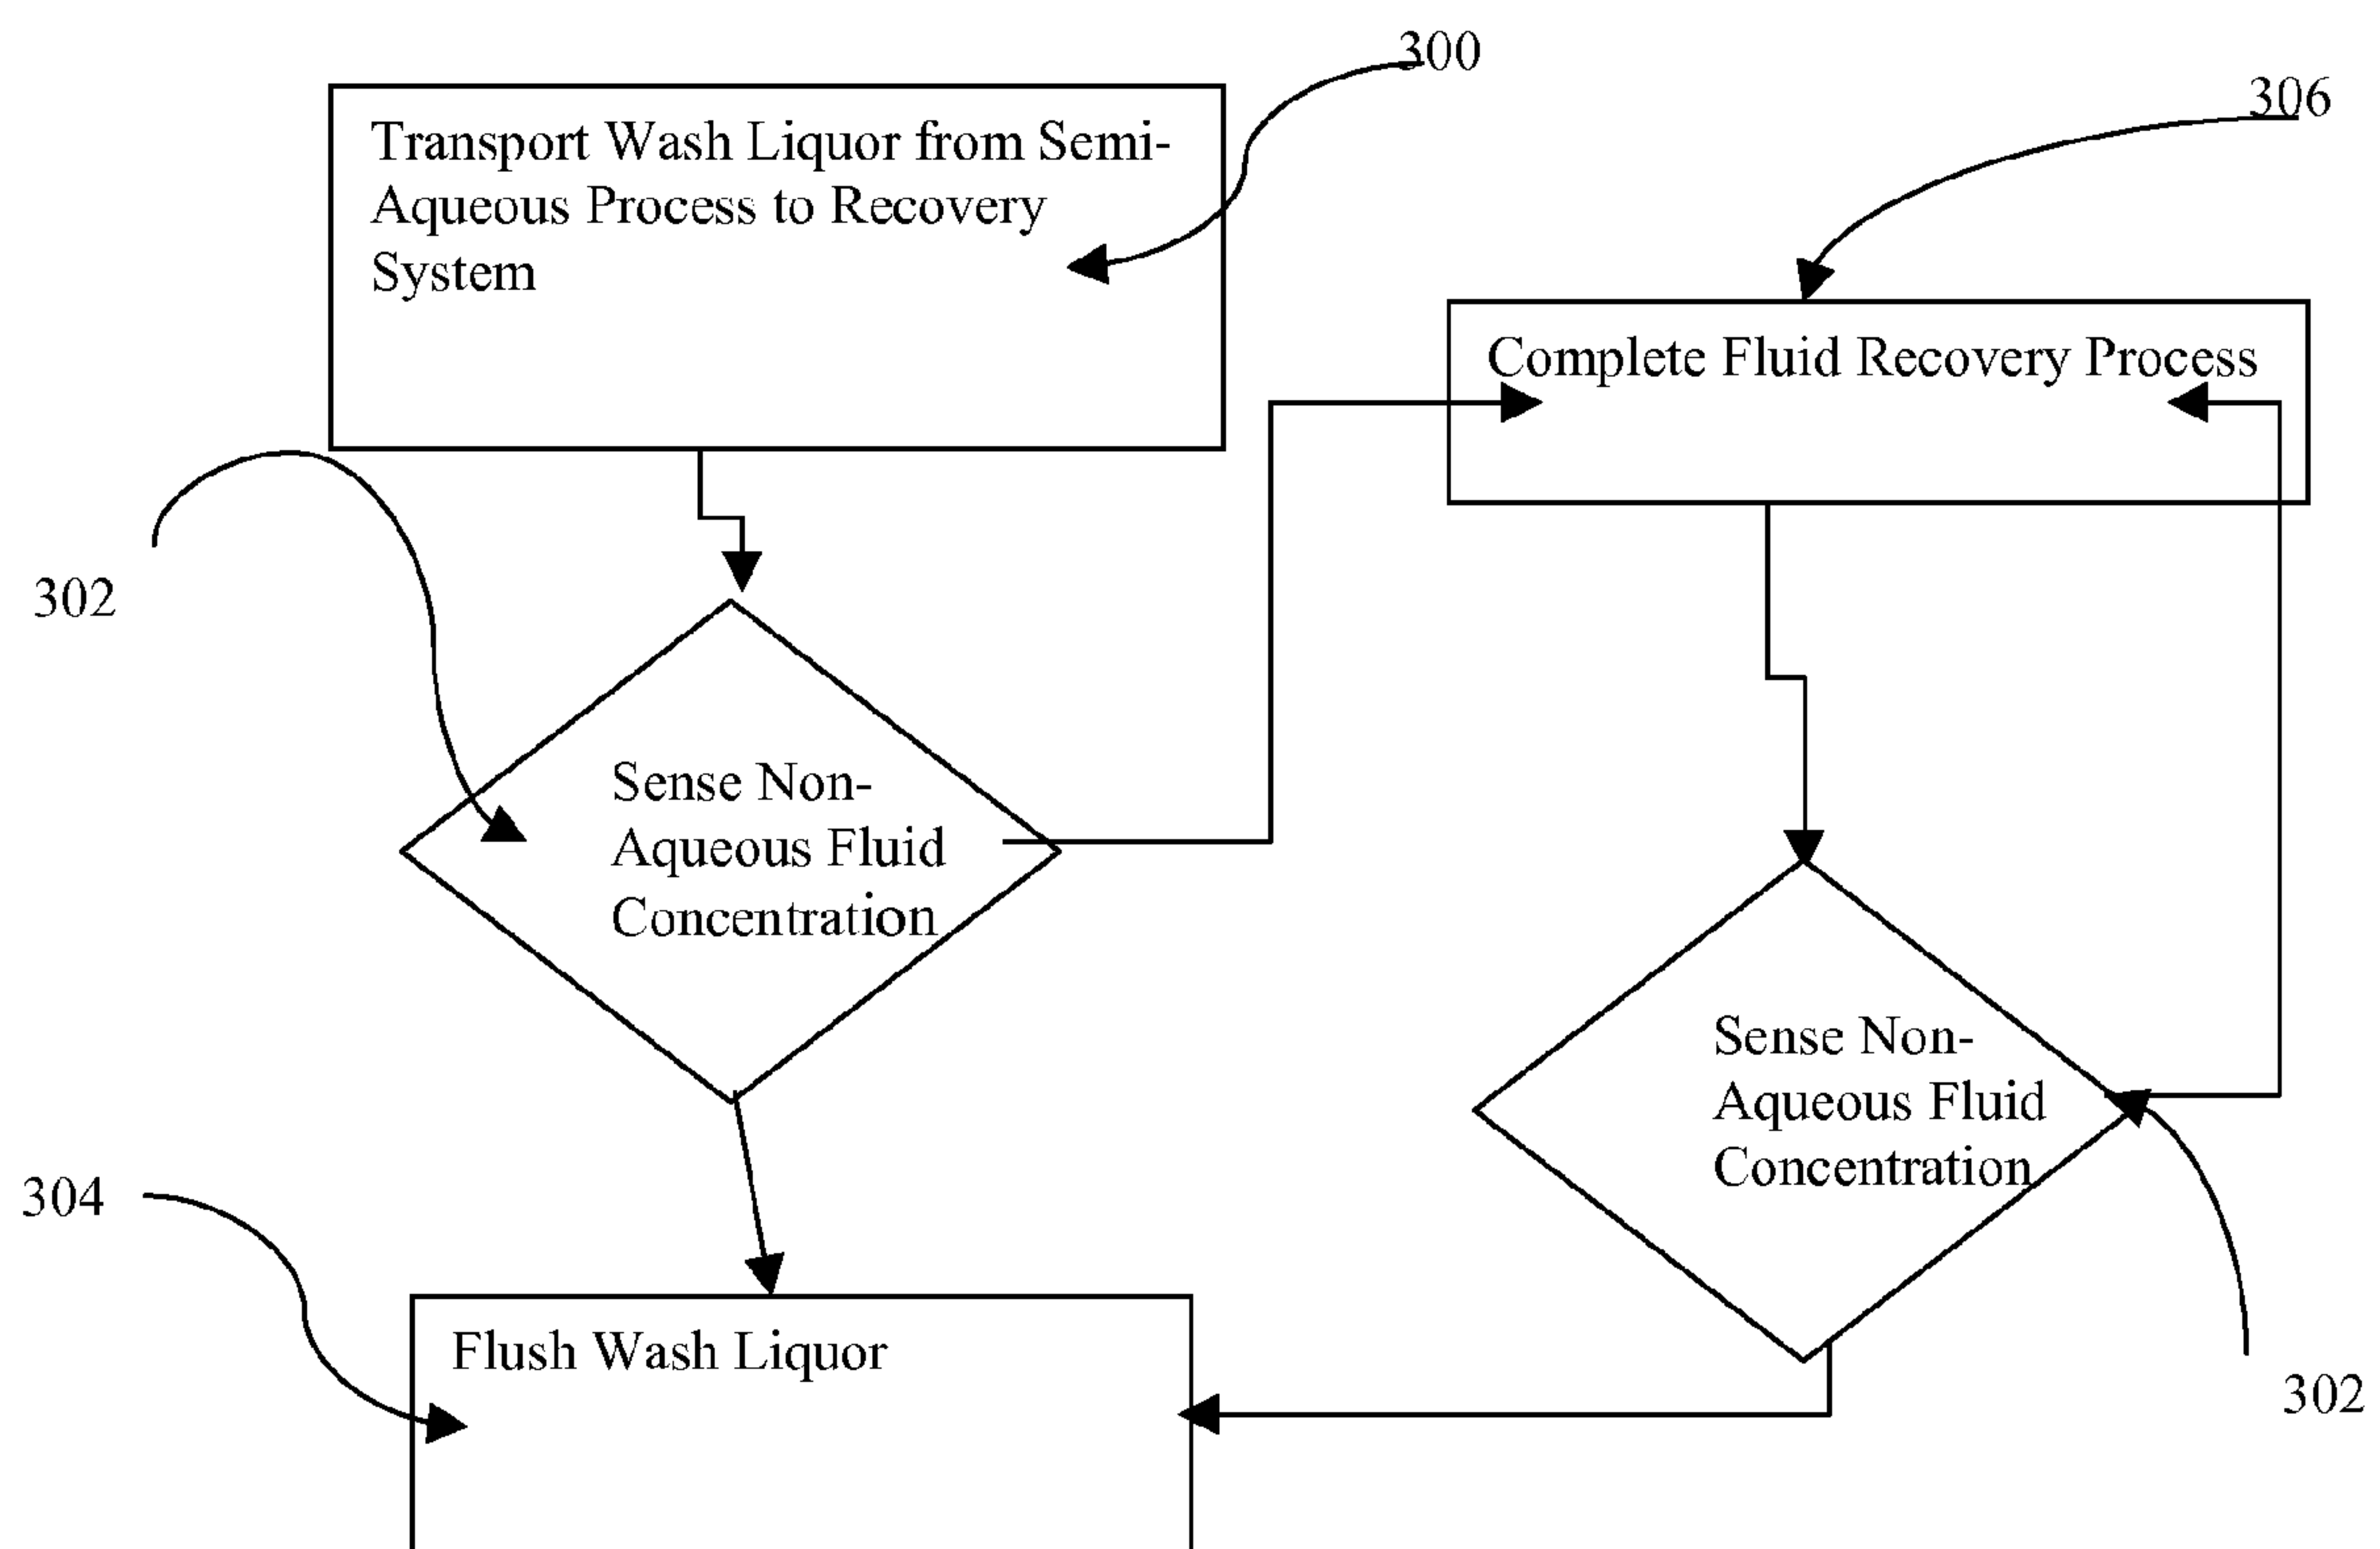 300
306
Transport Wash Liquor from Semi-
Aqueous Process to Recovery
System
Complete Fluid Recovery Process
302
Sense Non-
Aqueous Fluid
Concentration
Sense Non-
Aqueous Fluid
Concentration
304
Flush Wash Liquor
302